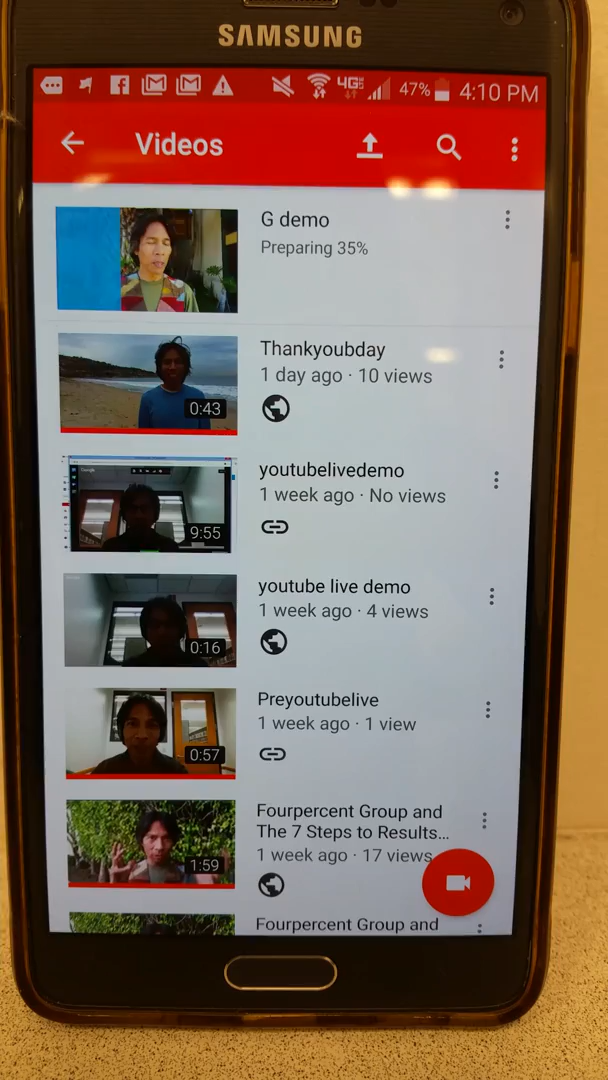 SAMSUNG
4G 47% 4:10 PM
Videos
G demo
Preparing 35%
Thankyoubday
1 day ago · 10 views
0:43
youtubelivedemo
1 week ago · No views
9:55
youtube live demo
1 week ago · 4 views
0:16
Preyoutubelive
1 week ago · 1 view
0:57
Fourpercent Group and
The 7 Steps to Results...
1 week ago · 17 views
1:59
Fourpercent Group and